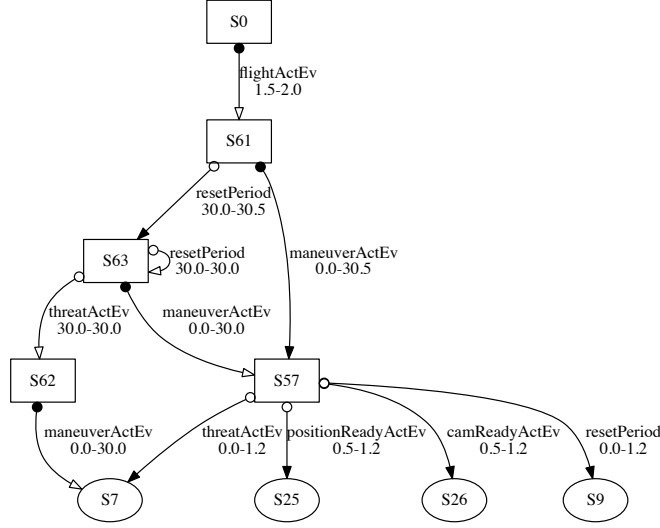 S0
flightActEv
1.5-2.0
S61
resetPeriod
30.0-30.5
maneuverActEv
0.0-30.5
S63
resetPeriod
30.0-30.0
threatActEv
30.0-30.0
maneuverActEv
0.0-30.0
S62
S57
maneuverActEv
0.0-30.0
threatActEv
0.0-1.2
positionReadyActEv
0.5-1.2
camReadyActEv
0.5-1.2
resetPeriod
0.0-1.2
S7
S25
S26
S9